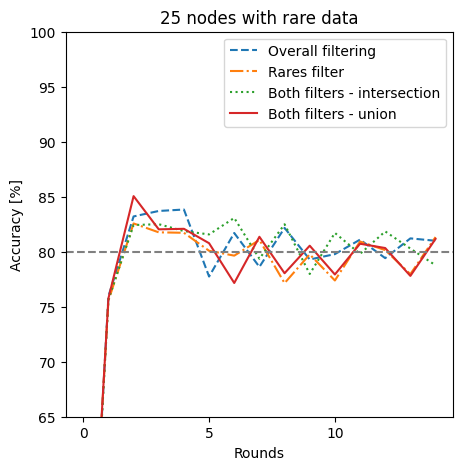 25 nodes with rare data
Overall filtering
Rares filter
Both filters - intersection
Both filters - union
Accuracy [%]
100
95
90
85
80
75
70
65
0
5
10
Rounds